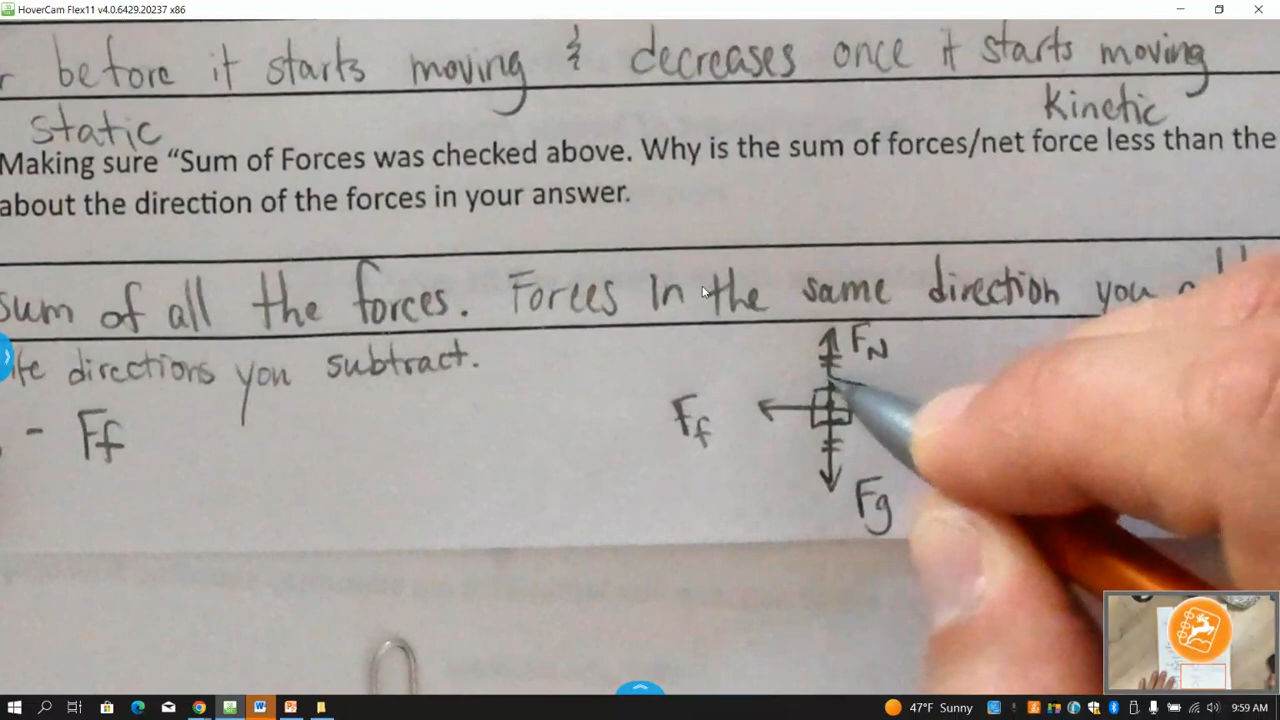 HoverCam Flex11 v4.0.6429.20237 x86
r before it starts moving & decreases once it starts moving
static
Kinetic
Making sure “Sum of Forces was checked above. Why is the sum of forces/net force less than the
about the direction of the forces in your answer.
sum of all the forces. Forces in the same direction you
directions you subtract.
FN
- Ff
Ff
Fg
47°F Sunny
9:59 AM